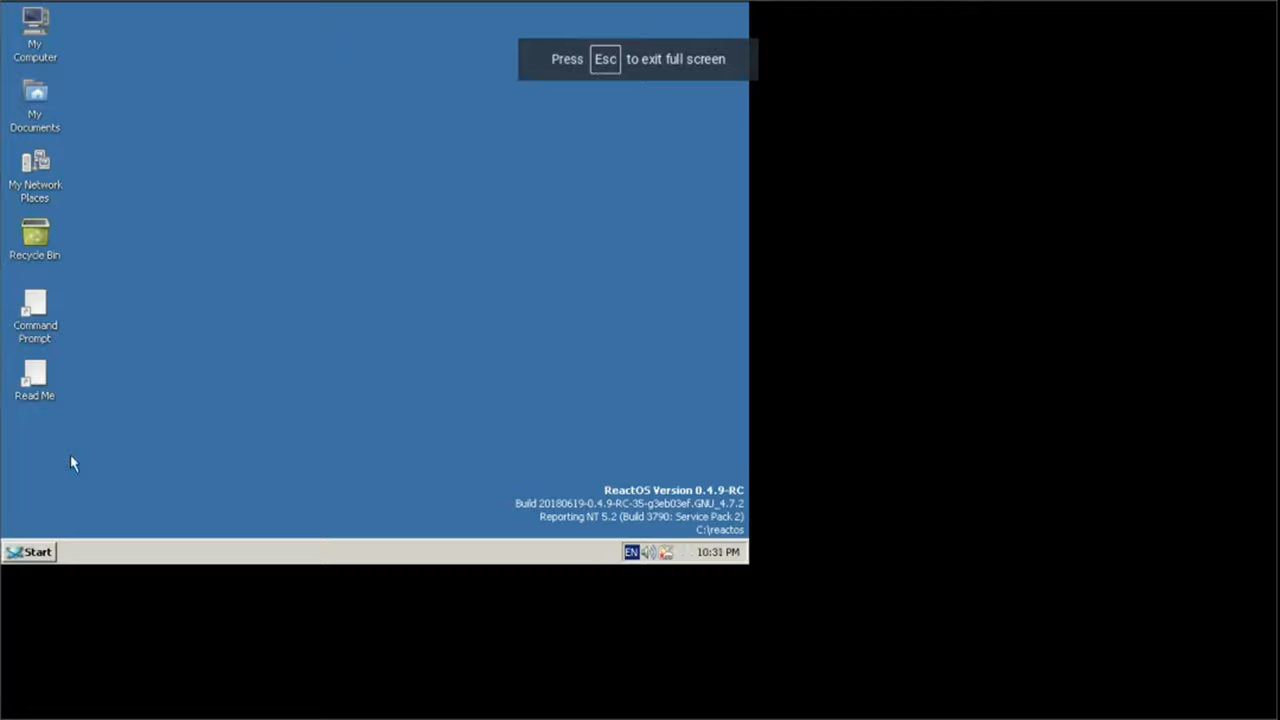 My
Computer
Press Esc to exit full screen
My
Documents
My Network
Places
Recycle Bin
Command
Prompt
Read Me
ReactOS Version 0.4.9-RC
Build 20180619-0.4.9-RC-35-g3eb03ef.GNU_4.7.2
Reporting NT 5.2 (Build 3790: Service Pack 2)
C:\reactos
Start
EN
10:31 PM